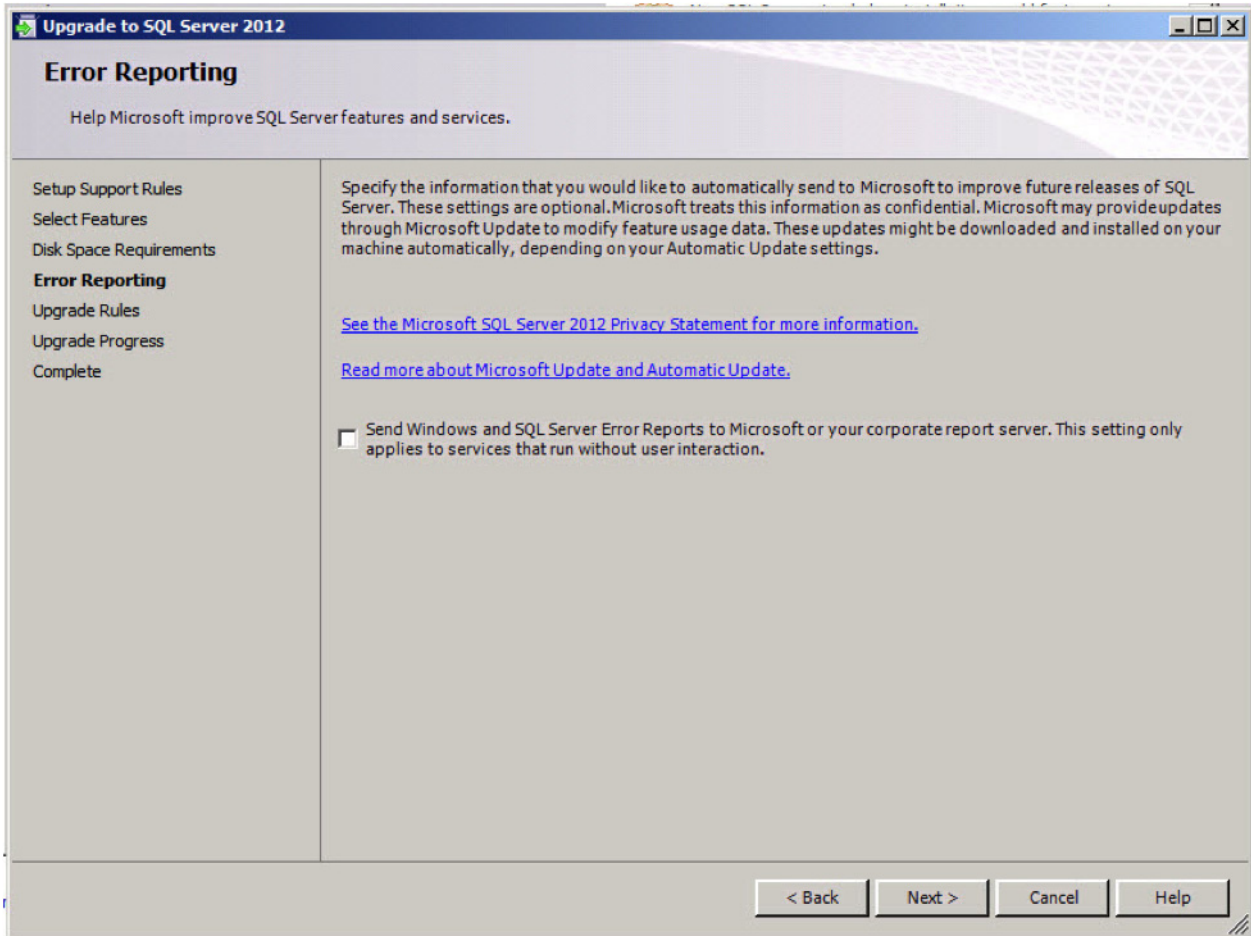 Upgrade to SQL Server 2012
Error Reporting
Help Microsoft improve SQL Server features and services.
Setup Support Rules
Select Features
Disk Space Requirements
Error Reporting
Upgrade Rules
Upgrade Progress
Complete
Specify the information that you would like to automatically send to Microsoft to improve future releases of SQL
Server. These settings are optional. Microsoft treats this information as confidential. Microsoft may provide updates
through Microsoft Update to modify feature usage data. These updates might be downloaded and installed on your
machine automatically, depending on your Automatic Update settings.
See the Microsoft SQL Server 2012 Privacy Statement for more information.
Read more about Microsoft Update and Automatic Update.
Send Windows and SQL Server Error Reports to Microsoft or your corporate report server. This setting only
applies to services that run without user interaction.
< Back
Next >
Cancel
Help